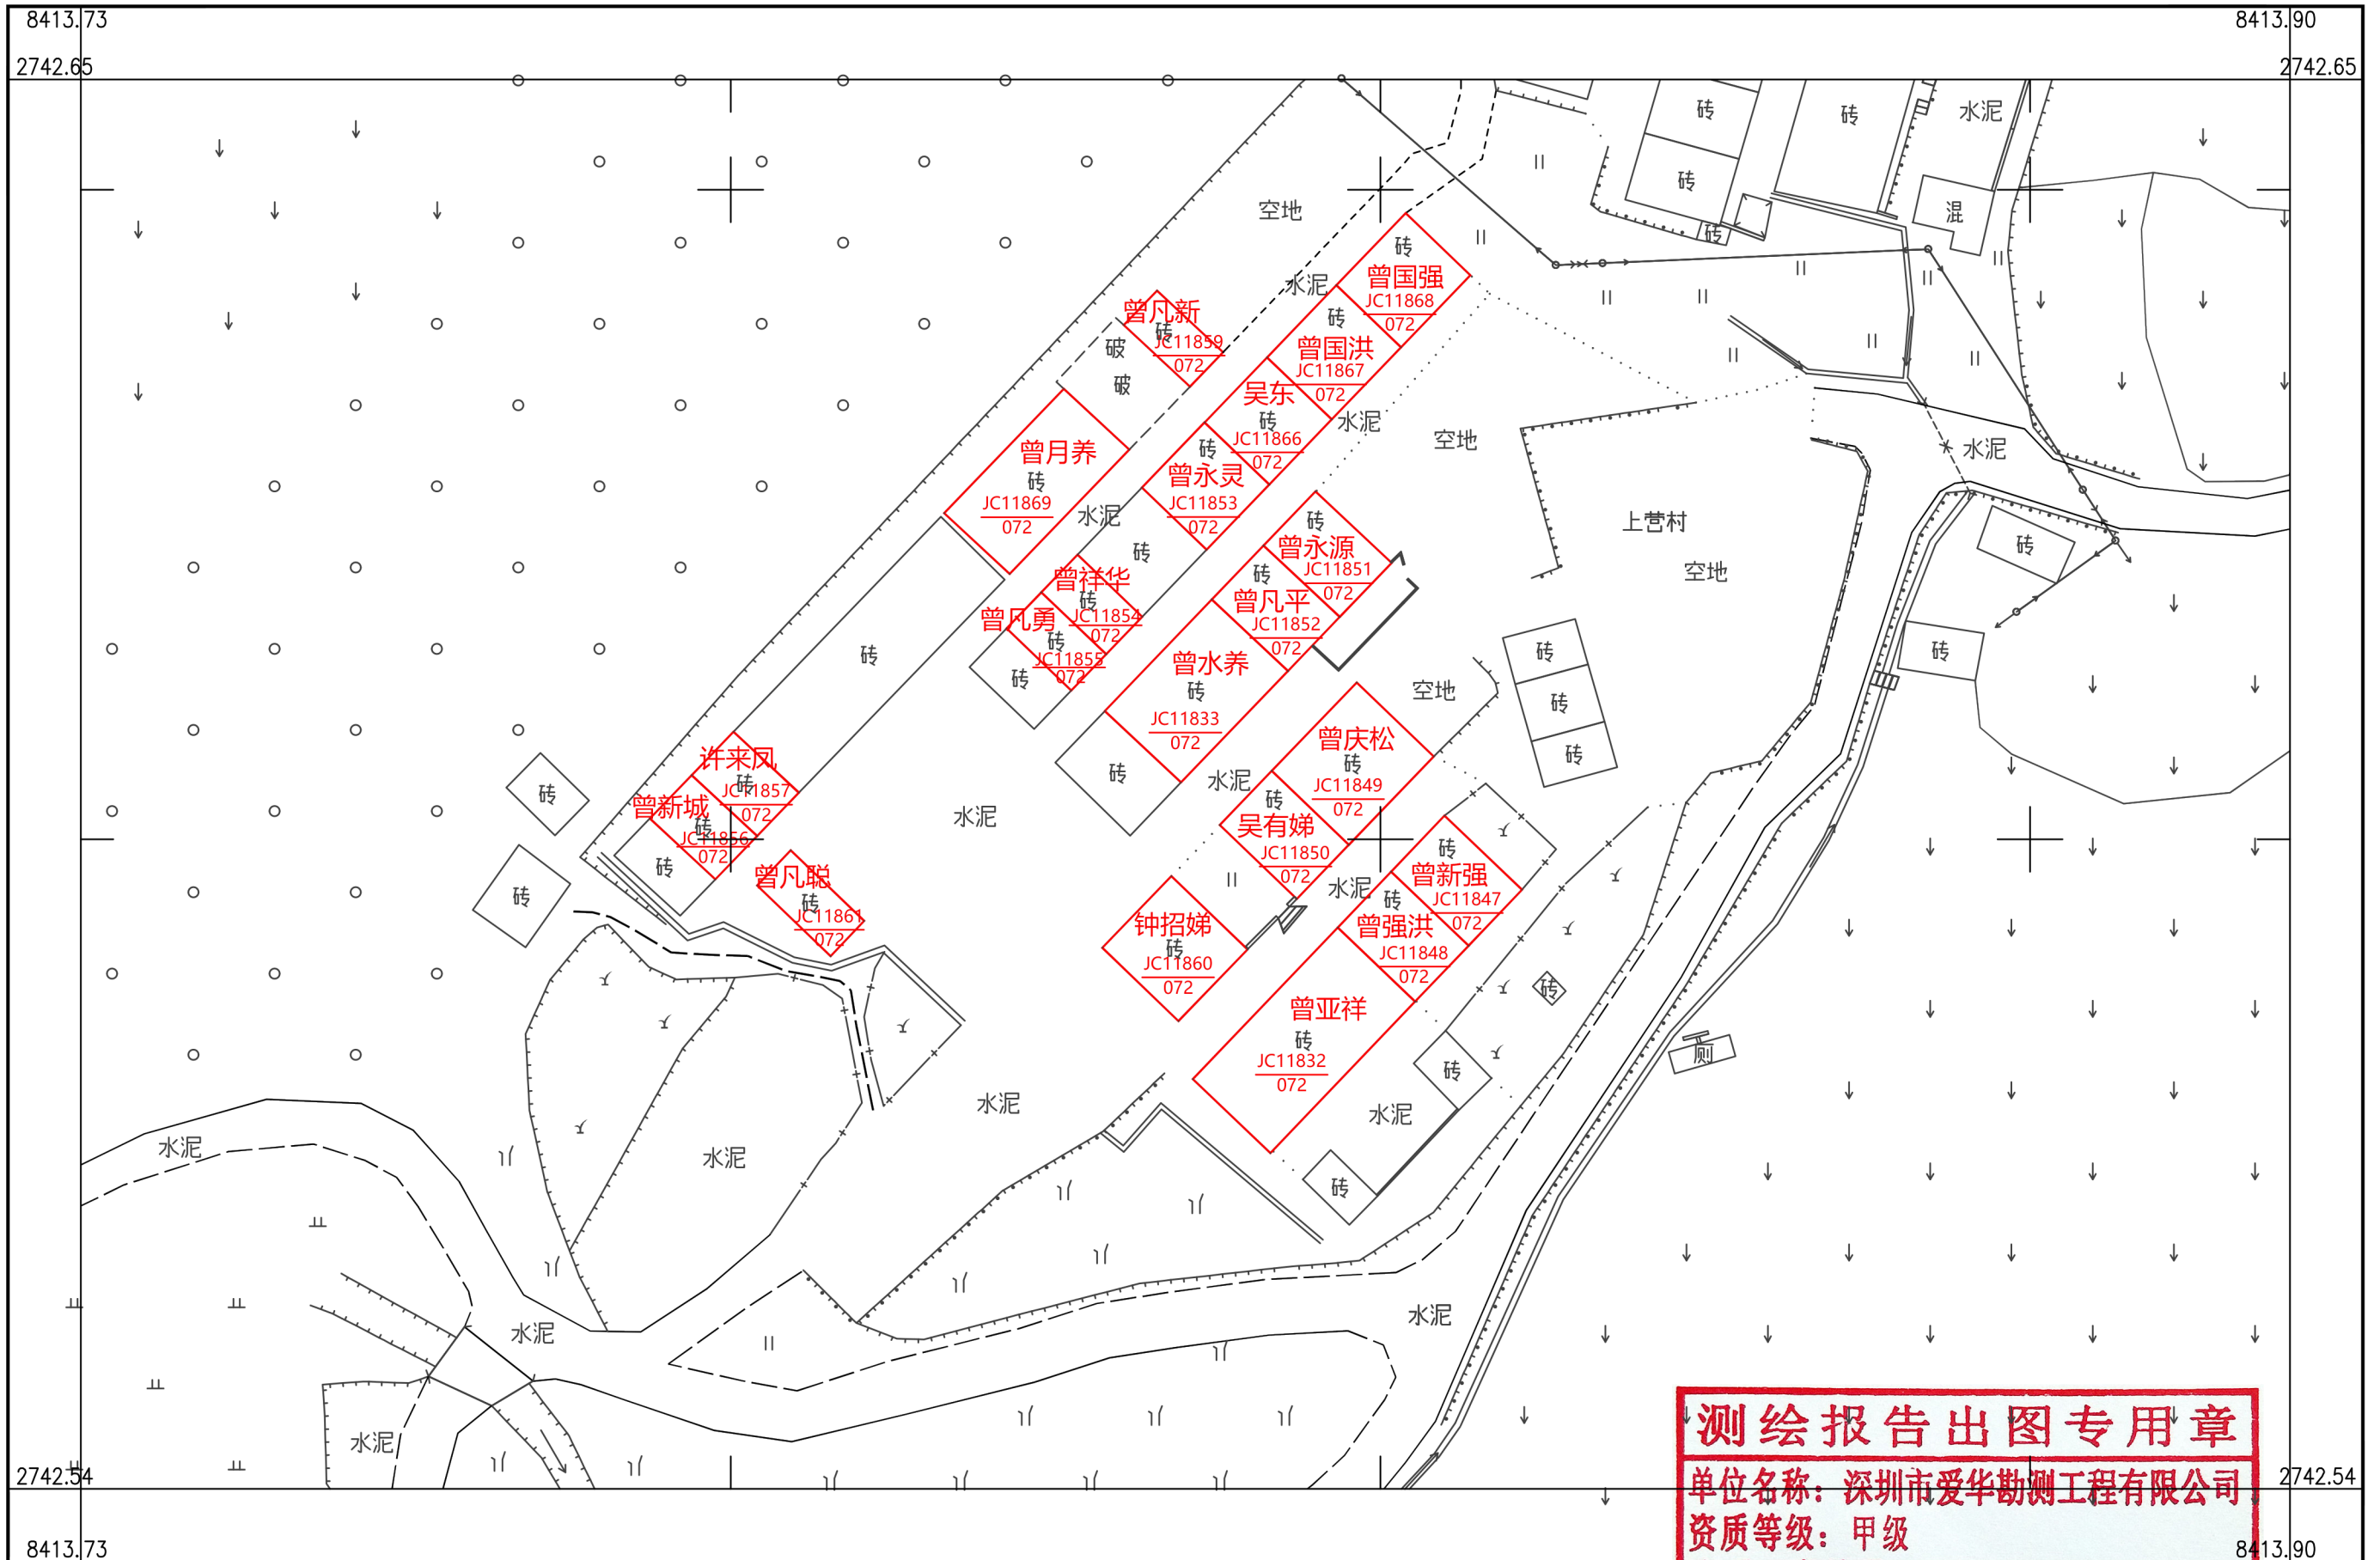 8413.73
8413.90
2742.65
2742.65
砖
砖
水泥
砖
混
砖
空地
砖
曾国强
JC11868
072
水泥
曾凡新
砖
JC11859
072
破
破
砖
曾国洪
JC11867
072
吴东
砖
JC11866
072
水泥
空地
水泥
曾月养
砖
JC11869
072
砖
曾永灵
JC11853
072
水泥
砖
砖
曾永源
JC11851
072
上营村
空地
砖
砖
曾祥华
砖
JC11854
072
砖
曾凡平
JC11852
072
曾凡勇
砖
JC11855
072
砖
砖
曾水养
砖
JC11833
072
砖
空地
砖
砖
砖
砖
许来凤
砖
JC11857
072
曾庆松
砖
JC11849
072
水泥
砖
水泥
曾新城
砖
JC11856
072
砖
砖
吴有娣
JC11850
072
砖
曾新强
JC11847
072
水泥
砖
曾凡聪
砖
JC11861
072
钟招娣
砖
JC11860
072
砖
曾强洪
JC11848
072
砖
曾亚祥
砖
JC11832
072
厕
砖
水泥
水泥
水泥
水泥
砖
水泥
水泥
水泥
2742.54
2742.54
8413.73
8413.90
测绘报告出图专用章
单位名称：深圳市爱华勘测工程有限公司
资质等级：甲级